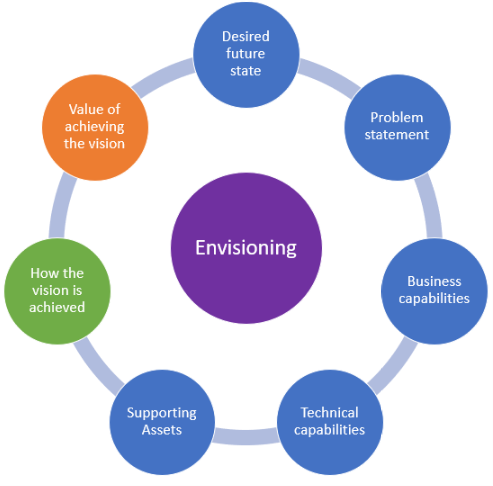 Desired
future
state
Problem
statement
Business
capabilities
Technical
capabilities
Supporting
Assets
How the
vision is
achieved
Value of
achieving
the vision
Envisioning